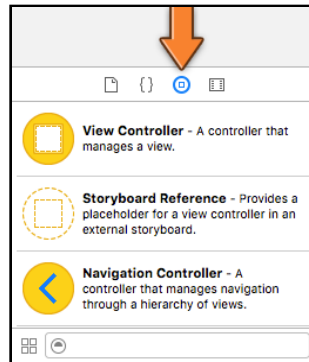 {}
View Controller - A controller that
manages a view.
Storyboard Reference - Provides a
placeholder for a view controller in an
external storyboard.
Navigation Controller - A
controller that manages navigation
through a hierarchy of views.